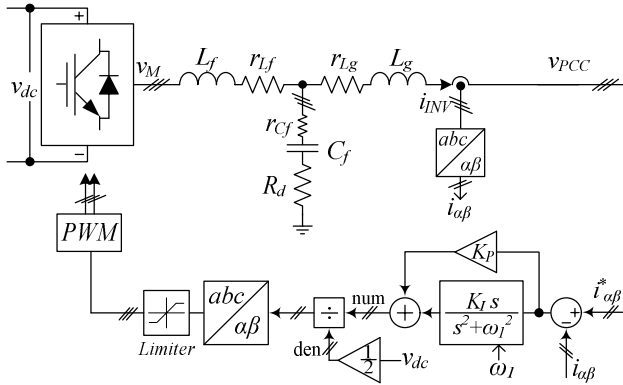 +
v_dc
−
v_M
L_f
r_Lf
r_Lg
L_g
i_INV
v_PCC
r_Cf
C_f
R_d
abc
αβ
i_αβ
PWM
K_P
abc
αβ
÷
num
+
K_I s
s²+ω_1²
+
−
i*_αβ
Limiter
den
1
2
v_dc
ω_1
i_αβ